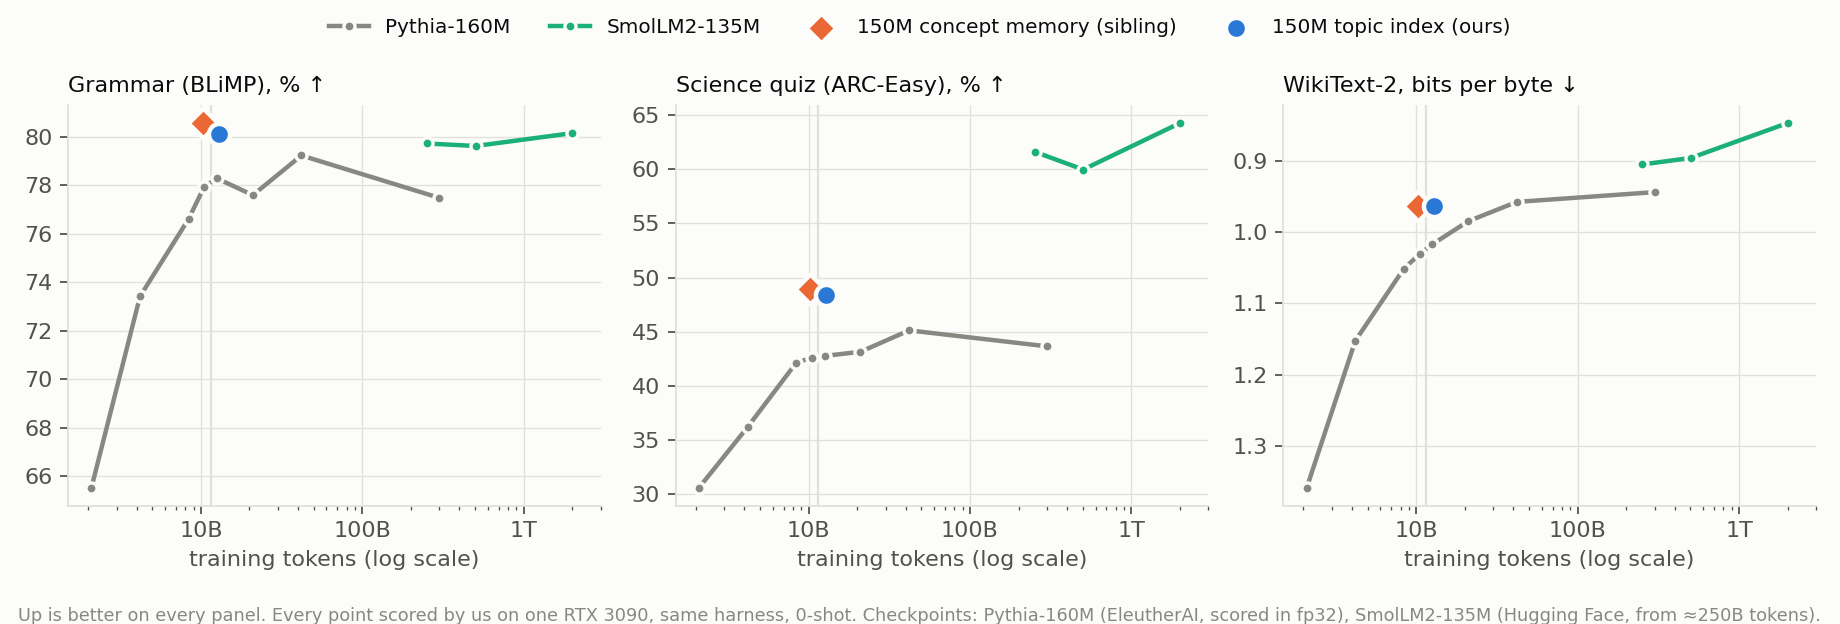 Pythia-160M SmolLM2-135M 150M concept memory (sibling) 150M topic index (ours)
Grammar (BLiMP), % ↑
80
78
76
74
72
70
68
66
10B 100B 1T
training tokens (log scale)
Science quiz (ARC-Easy), % ↑
65
60
55
50
45
40
35
30
10B 100B 1T
training tokens (log scale)
WikiText-2, bits per byte ↓
0.9
1.0
1.1
1.2
1.3
10B 100B 1T
training tokens (log scale)
Up is better on every panel. Every point scored by us on one RTX 3090, same harness, 0-shot. Checkpoints: Pythia-160M (EleutherAI, scored in fp32), SmolLM2-135M (Hugging Face, from ≈250B tokens).